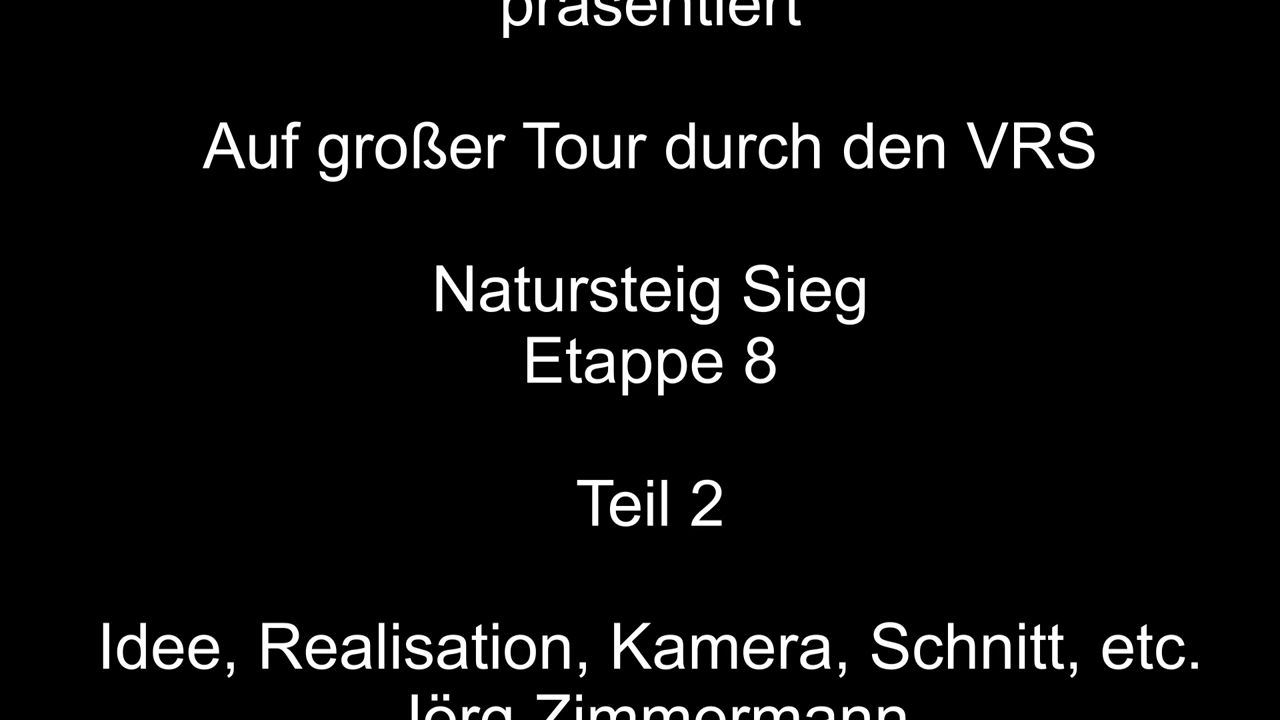 präsentiert
Auf großer Tour durch den VRS
Natursteig Sieg
Etappe 8
Teil 2
Idee, Realisation, Kamera, Schnitt, etc.
Jörg Zimmermann